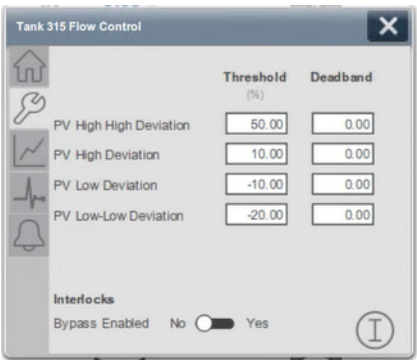 Tank 315 Flow Control
Threshold Deadband
(%)
PV High High Deviation 50.00 0.00
PV High Deviation 10.00 0.00
PV Low Deviation -10.00 0.00
PV Low-Low Deviation -20.00 0.00
Interlocks
Bypass Enabled No Yes